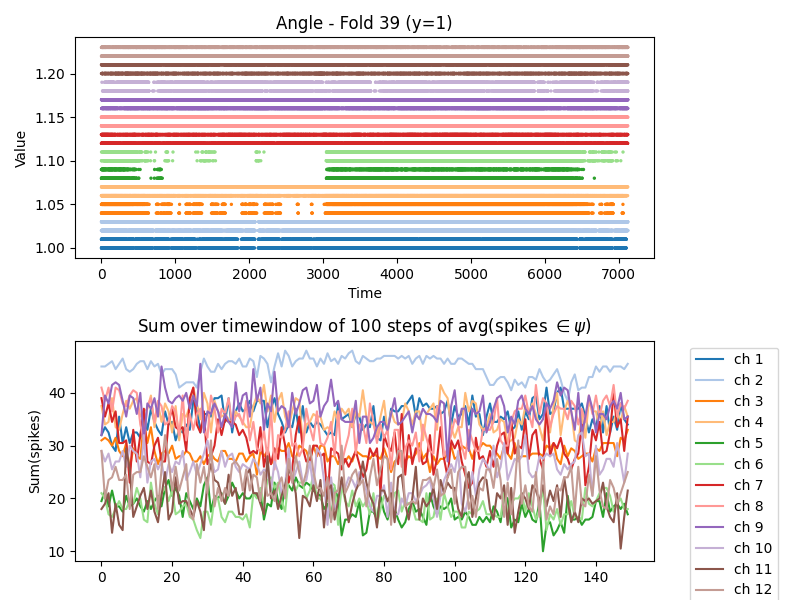 Angle - Fold 39 (y=1)
Value
1.20
1.15
1.10
1.05
1.00
0 1000 2000 3000 4000 5000 6000 7000
Time
Sum over timewindow of 100 steps of avg(spikes ∈ ψ)
Sum(spikes)
40
30
20
10
0 20 40 60 80 100 120 140
ch 1
ch 2
ch 3
ch 4
ch 5
ch 6
ch 7
ch 8
ch 9
ch 10
ch 11
ch 12